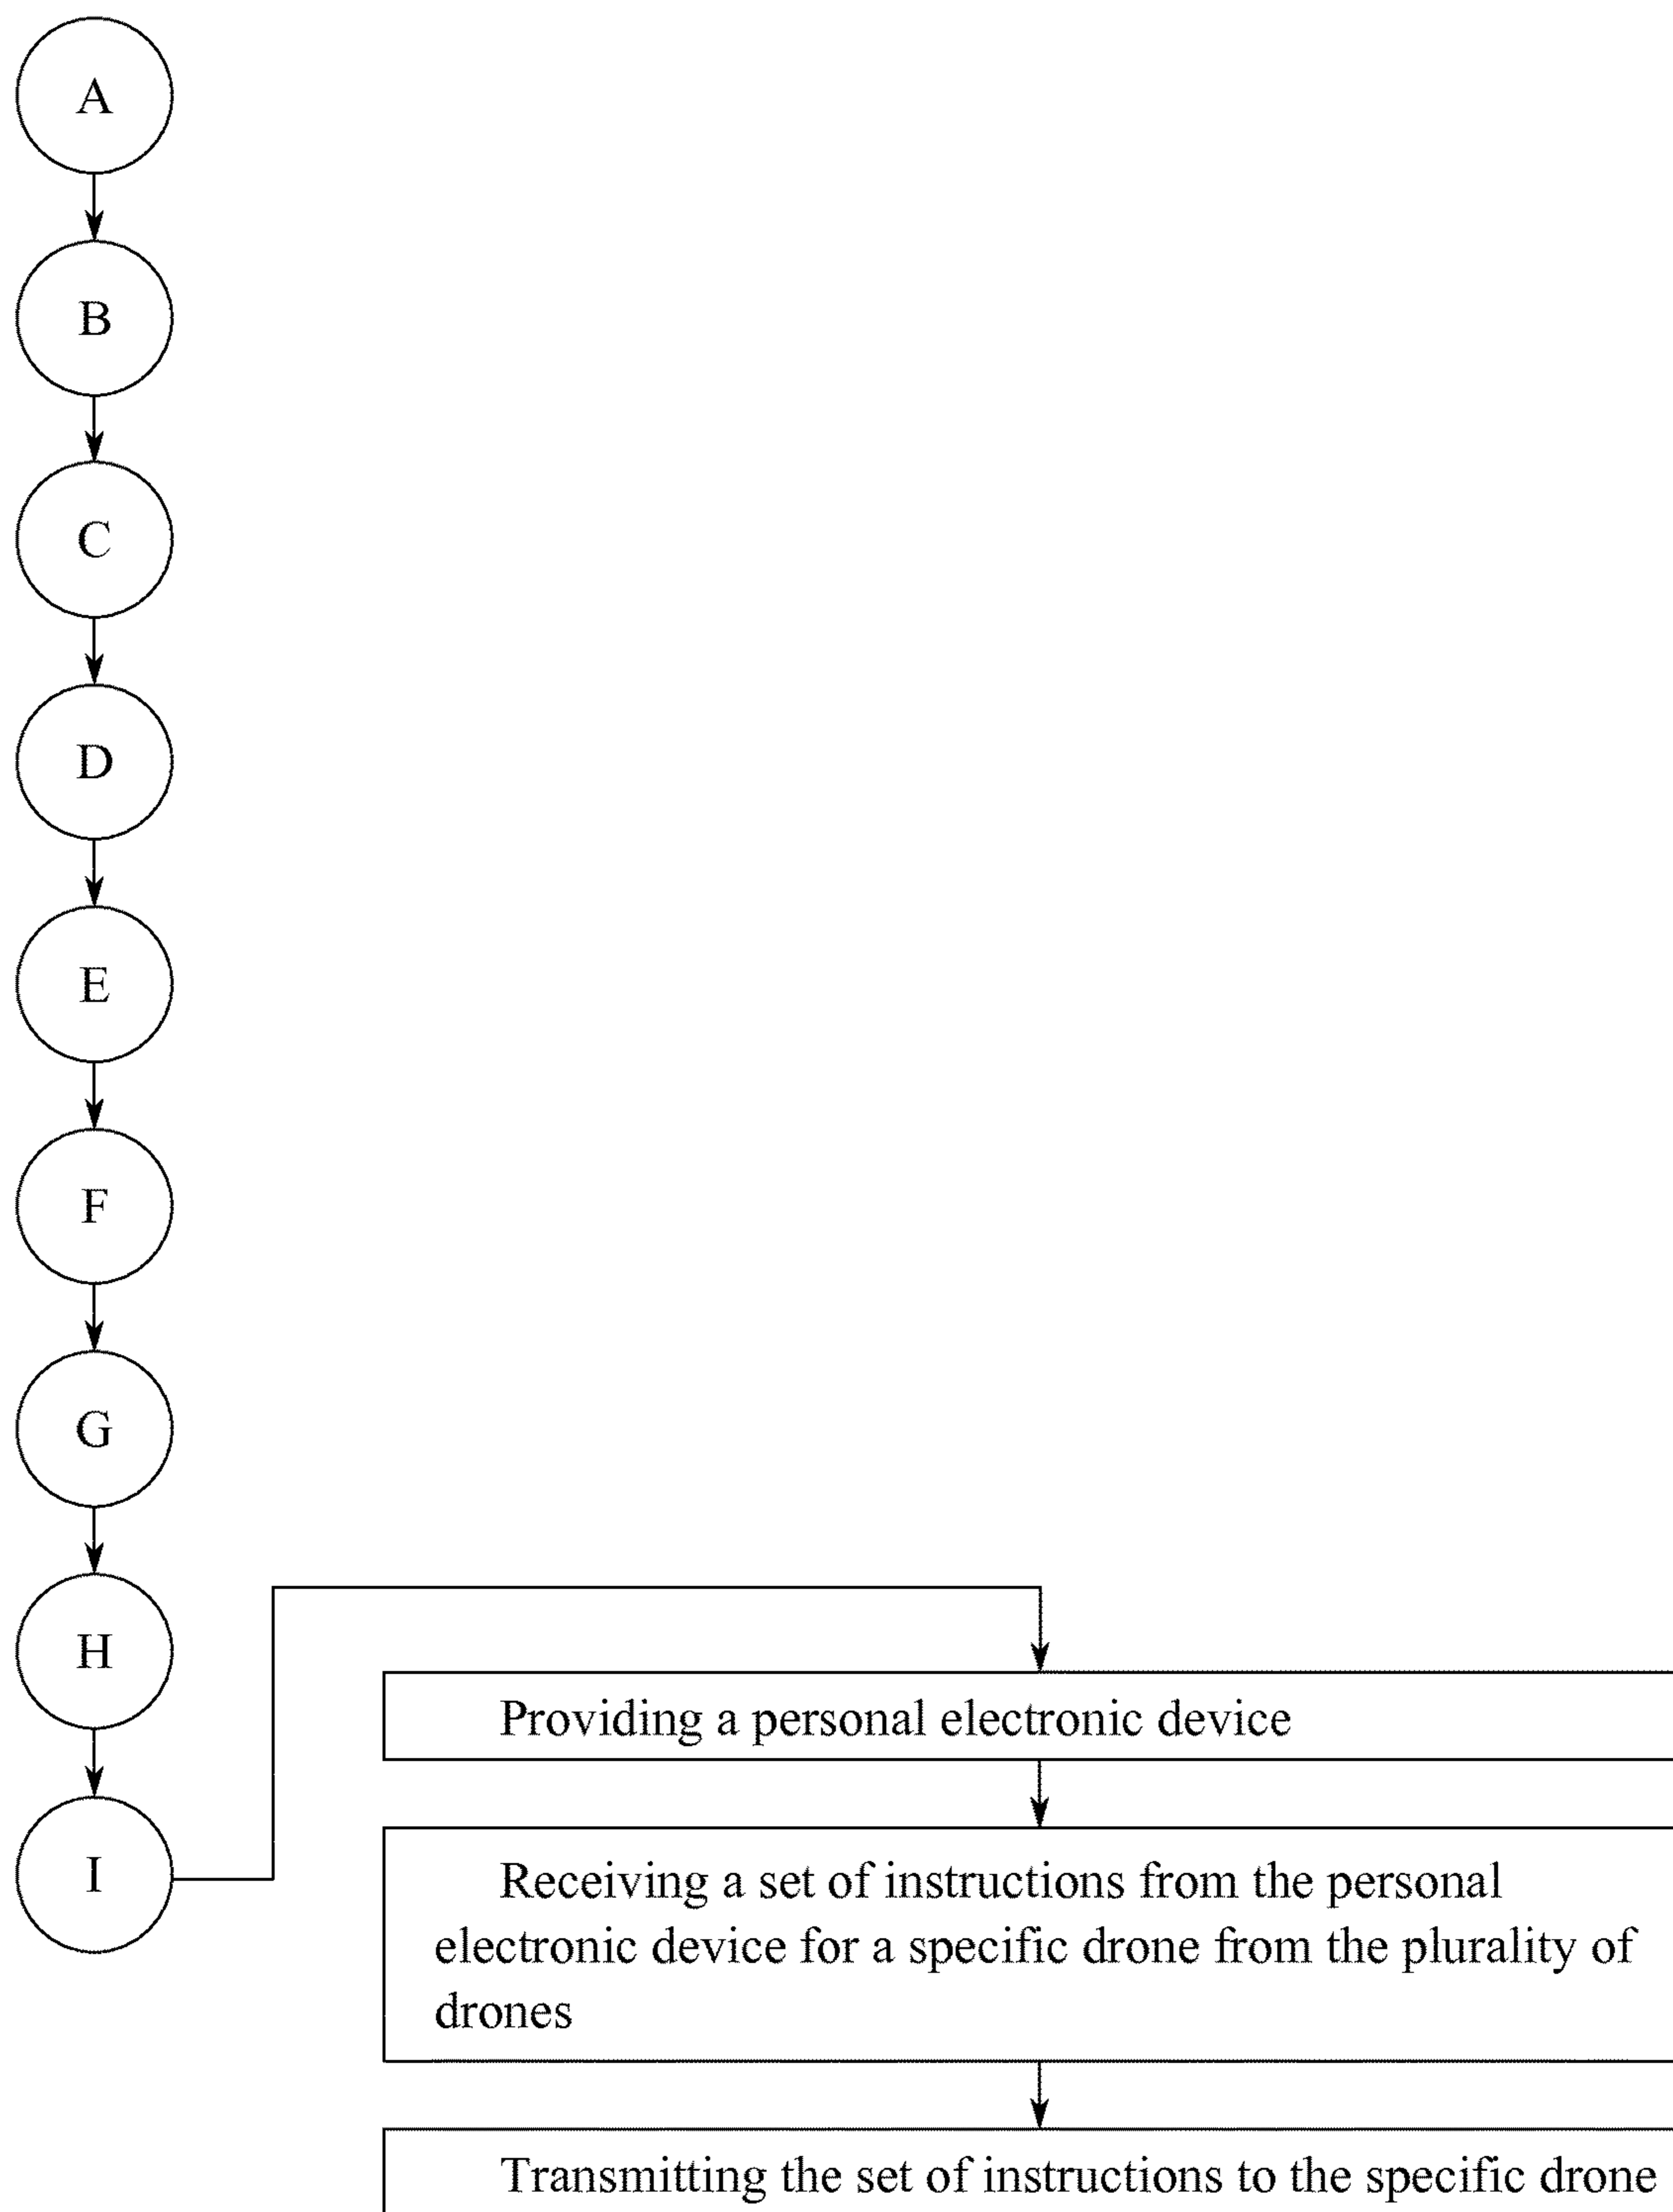 A
B
C
D
E
F
G
H
I
Providing a personal electronic device
Receiving a set of instructions from the personal
electronic device for a specific drone from the plurality of
drones
Transmitting the set of instructions to the specific drone